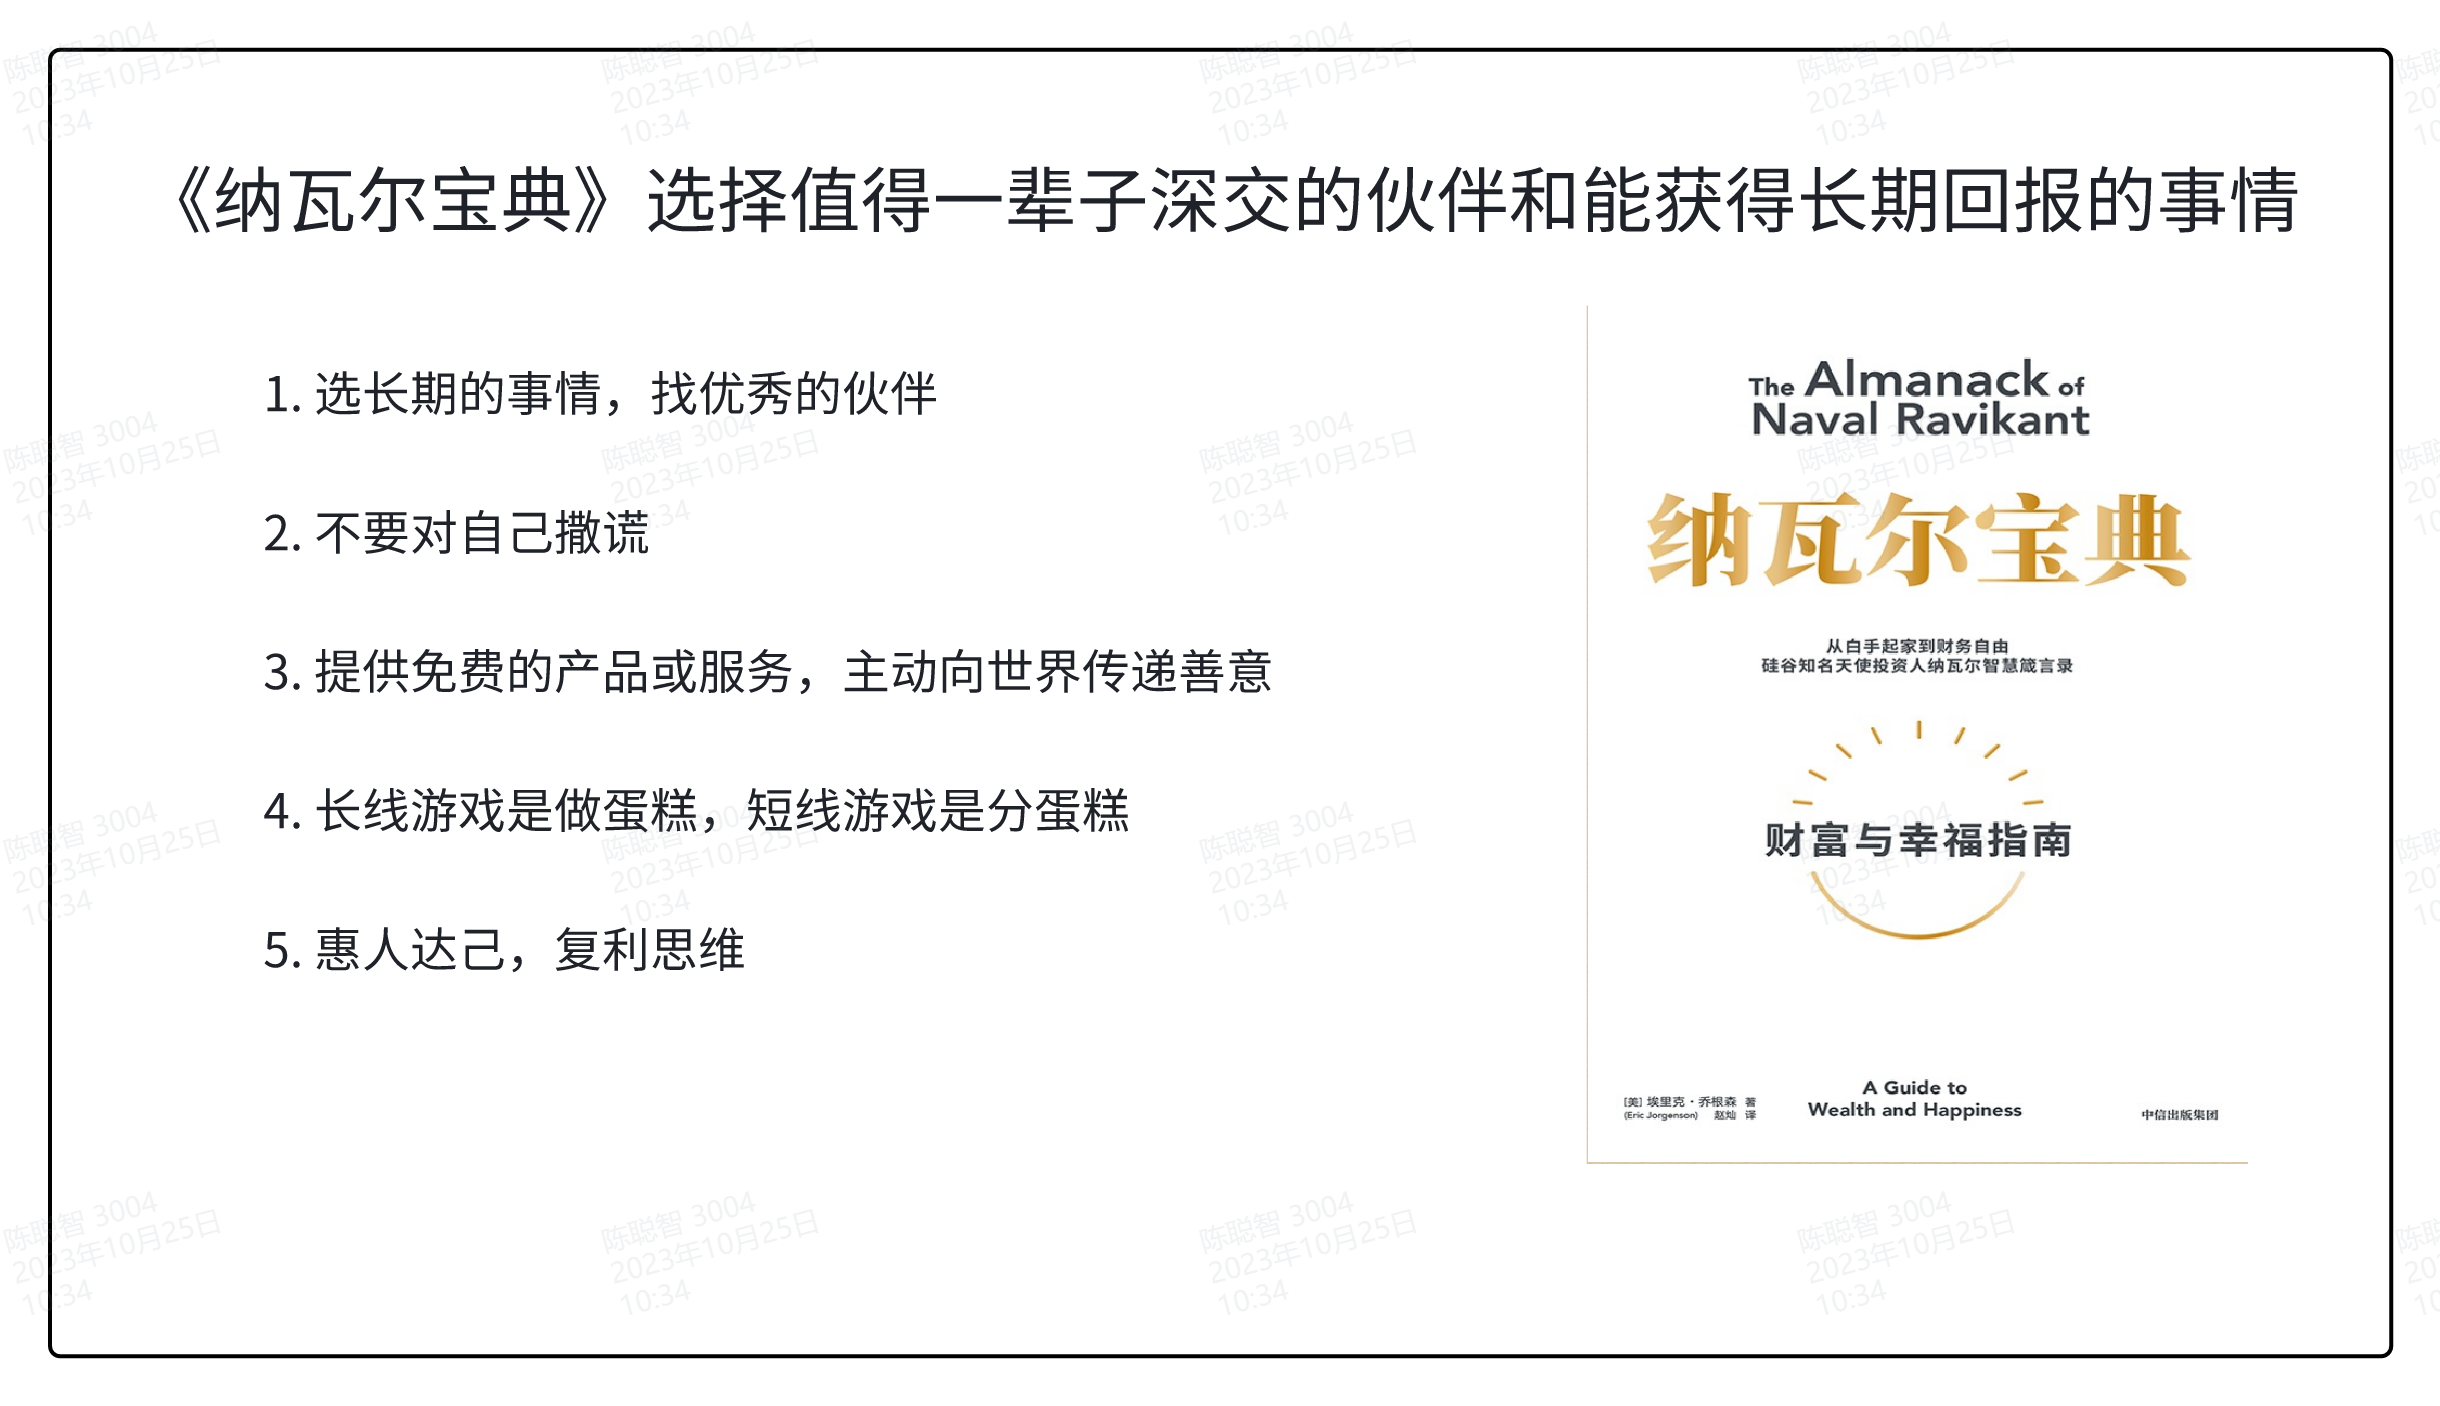 《纳瓦尔宝典》选择值得一辈子深交的伙伴和能获得长期回报的事情
1. 选长期的事情，找优秀的伙伴
2. 不要对自己撒谎
3. 提供免费的产品或服务，主动向世界传递善意
4. 长线游戏是做蛋糕，短线游戏是分蛋糕
5. 惠人达己，复利思维
The Almanack of
Naval Ravikant
纳瓦尔宝典
从白手起家到财务自由
硅谷知名天使投资人纳瓦尔智慧箴言录
财富与幸福指南
A Guide to
Wealth and Happiness
[美] 埃里克·乔根森 著
(Eric Jorgenson) 赵灿 译
中信出版集团
陈聪智 3004
2023年10月25日
10:34